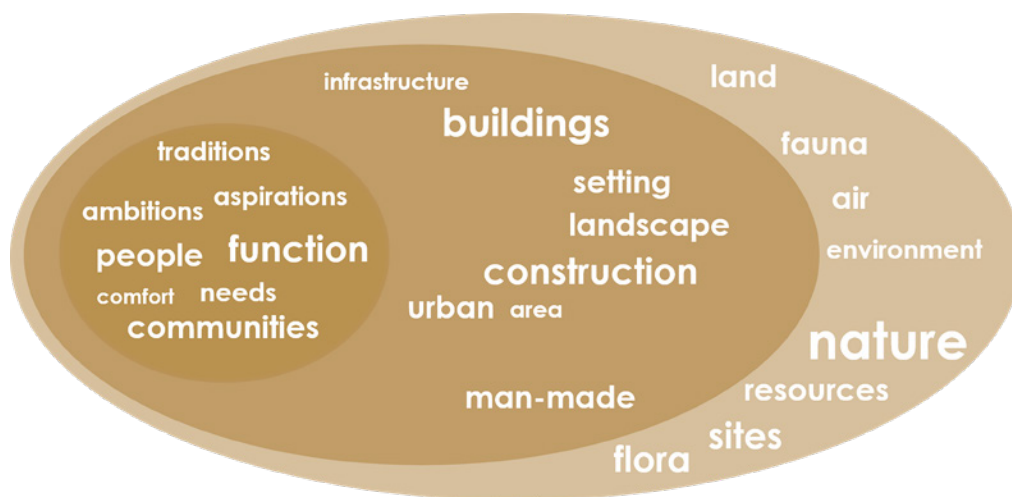 infrastructure
buildings
traditions
aspirations
ambitions
people
function
comfort
needs
communities
setting
landscape
construction
urban area
man-made
land
fauna
air
environment
nature
resources
sites
flora